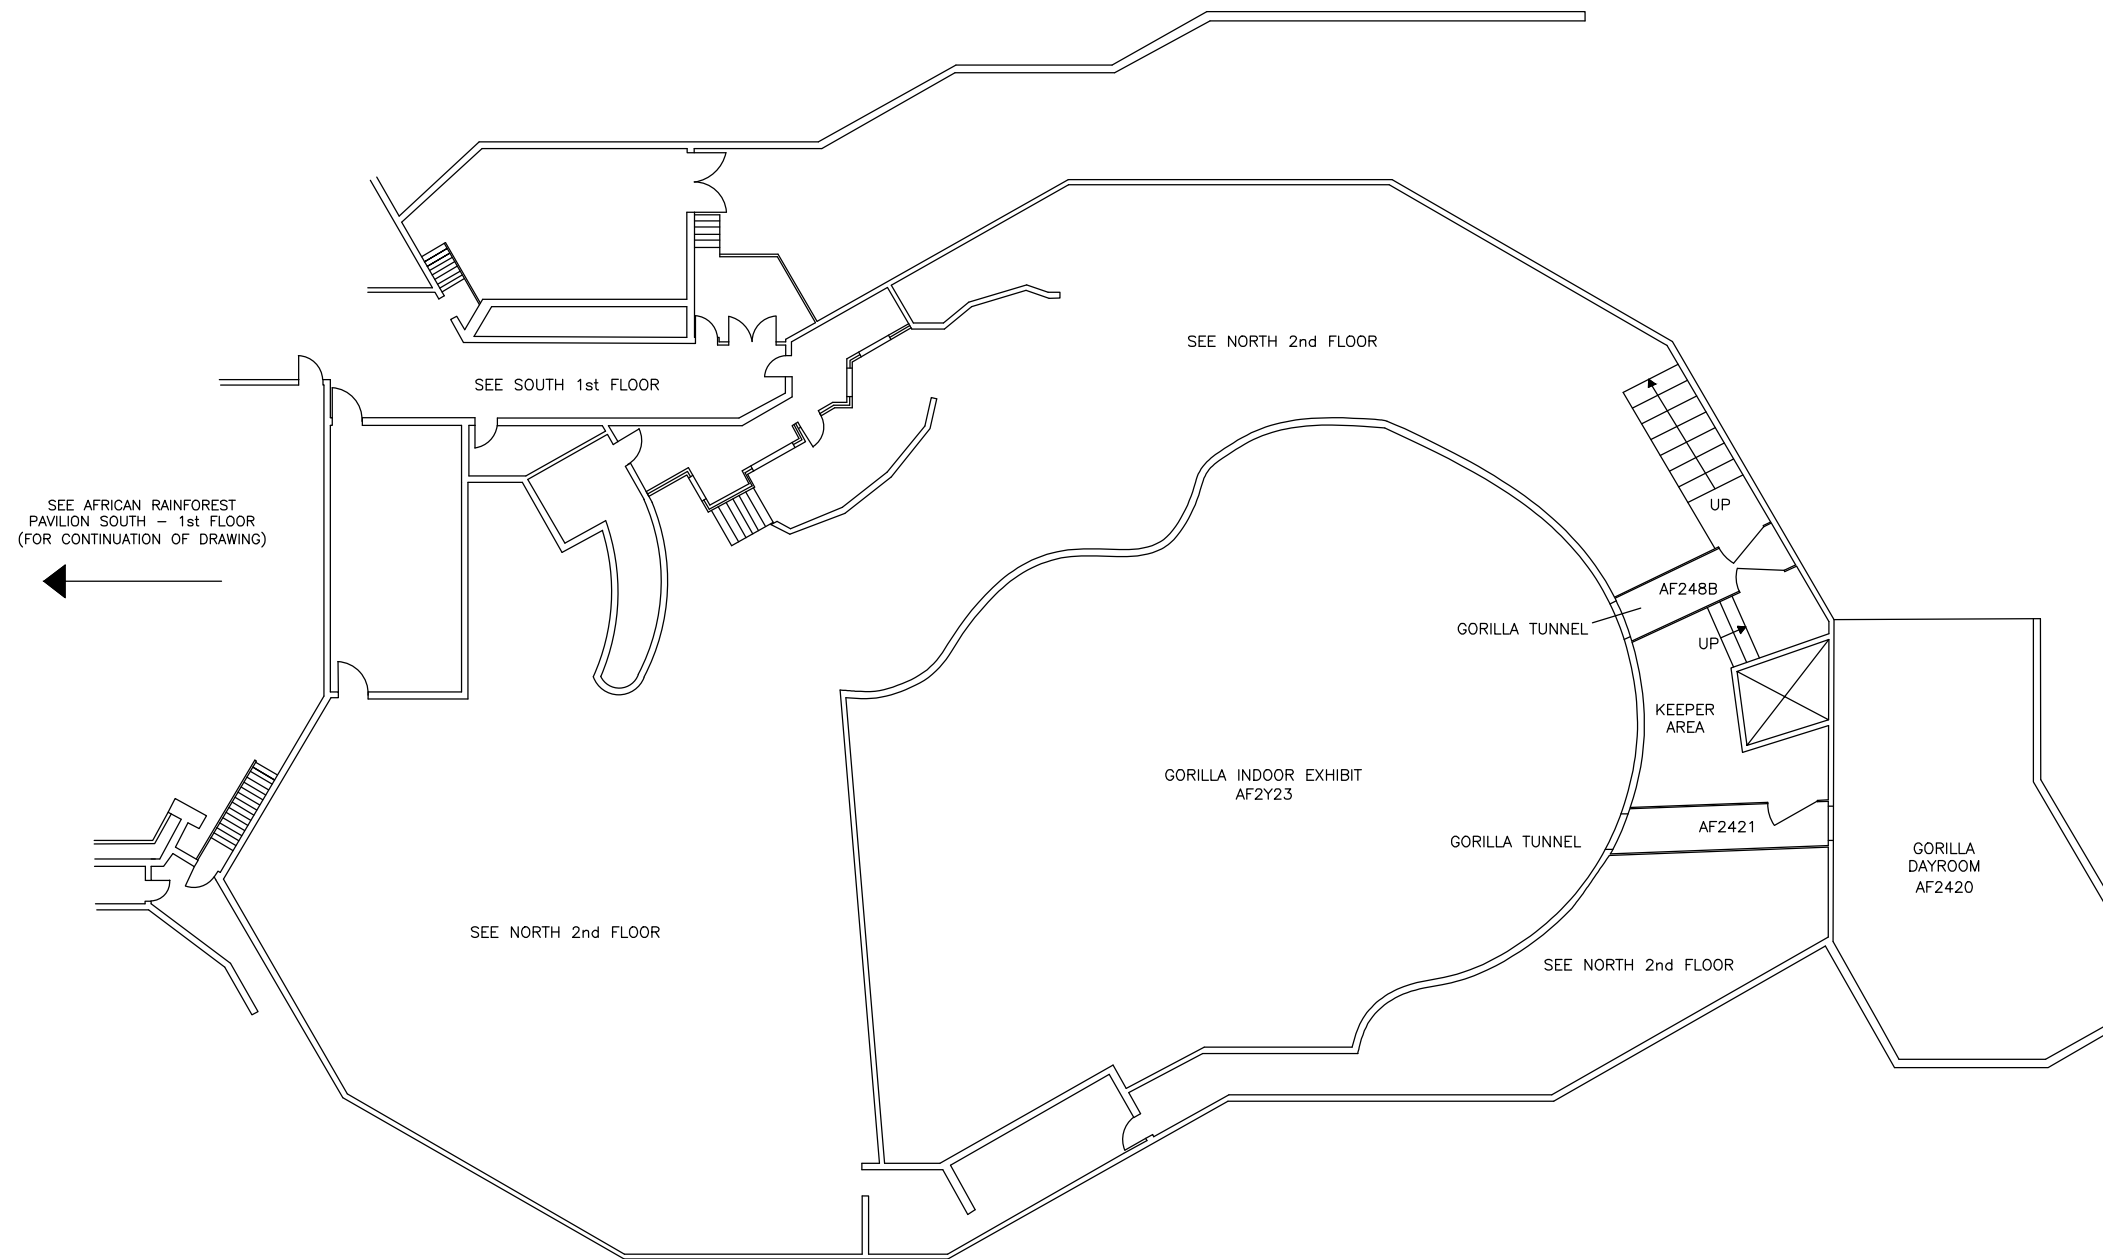 SEE NORTH 2nd FLOOR
SEE SOUTH 1st FLOOR
SEE AFRICAN RAINFOREST
PAVILION SOUTH – 1st FLOOR
(FOR CONTINUATION OF DRAWING)
UP
AF248B
GORILLA TUNNEL
UP
KEEPER
AREA
GORILLA INDOOR EXHIBIT
AF2Y23
AF2421
GORILLA TUNNEL
GORILLA
DAYROOM
AF2420
SEE NORTH 2nd FLOOR
SEE NORTH 2nd FLOOR